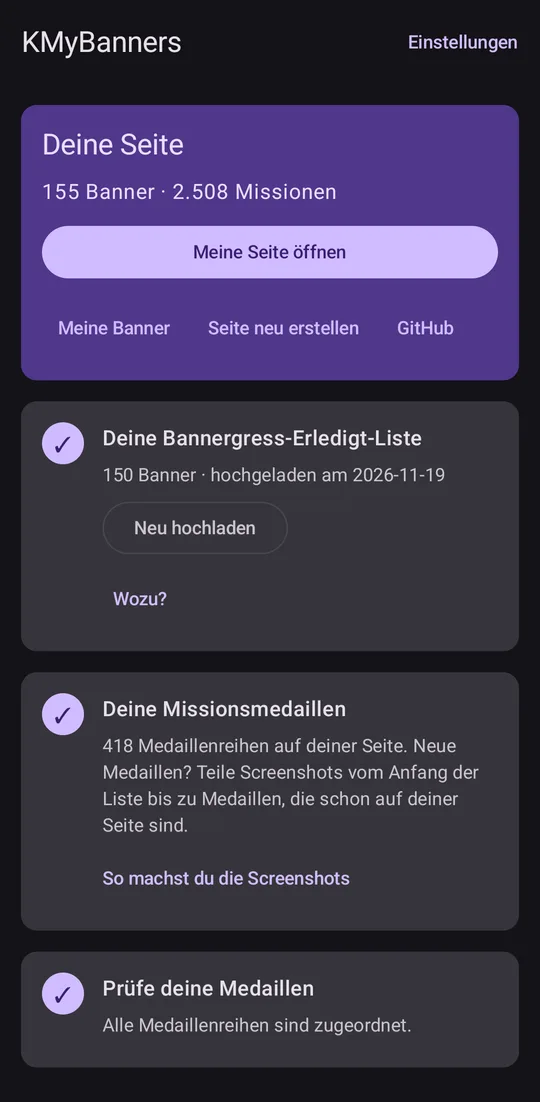 KMyBanners
Einstellungen
Deine Seite
155 Banner · 2.508 Missionen
Meine Seite öffnen
Meine Banner
Seite neu erstellen
GitHub
✓
Deine Bannergress-Erledigt-Liste
150 Banner · hochgeladen am 2026-11-19
Neu hochladen
Wozu?
✓
Deine Missionsmedaillen
418 Medaillenreihen auf deiner Seite. Neue
Medaillen? Teile Screenshots vom Anfang der
Liste bis zu Medaillen, die schon auf deiner
Seite sind.
So machst du die Screenshots
✓
Prüfe deine Medaillen
Alle Medaillenreihen sind zugeordnet.